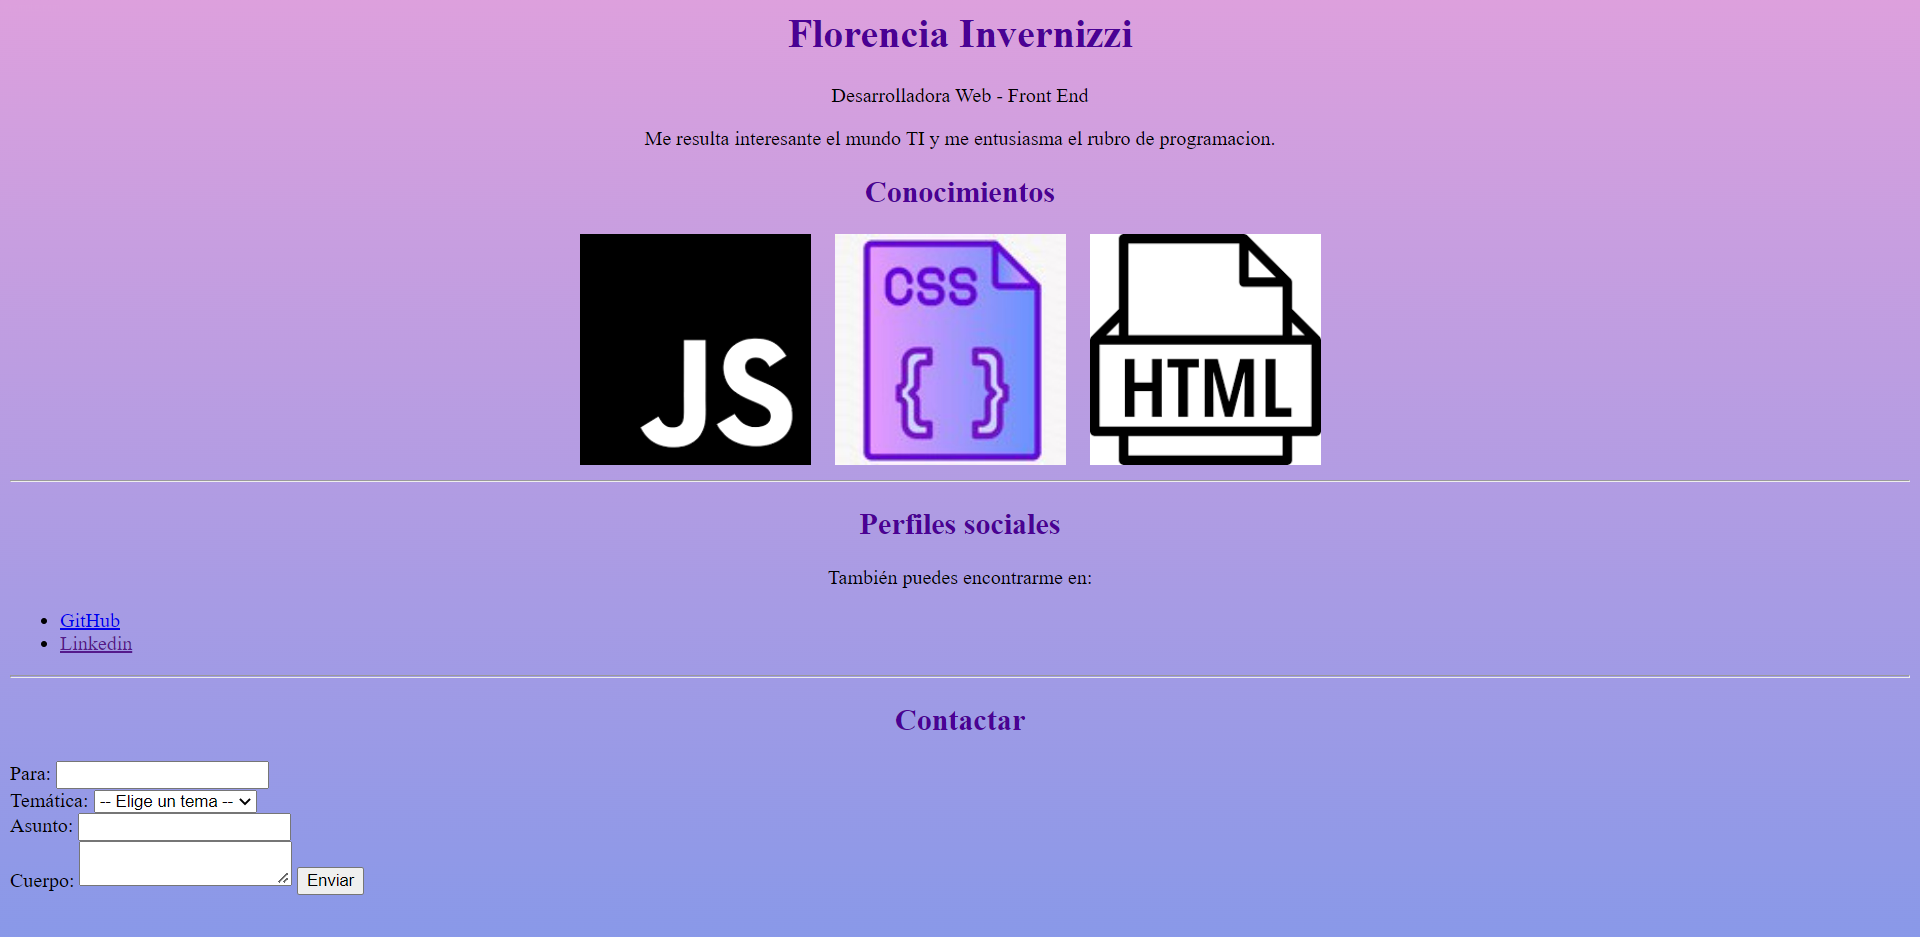 Florencia Invernizzi
Desarrolladora Web - Front End
Me resulta interesante el mundo TI y me entusiasma el rubro de programacion.
Conocimientos
JS
CSS
{ }
HTML
Perfiles sociales
También puedes encontrarme en:
GitHub
Linkedin
Contactar
Para:
Temática: -- Elige un tema --
Asunto:
Cuerpo: Enviar